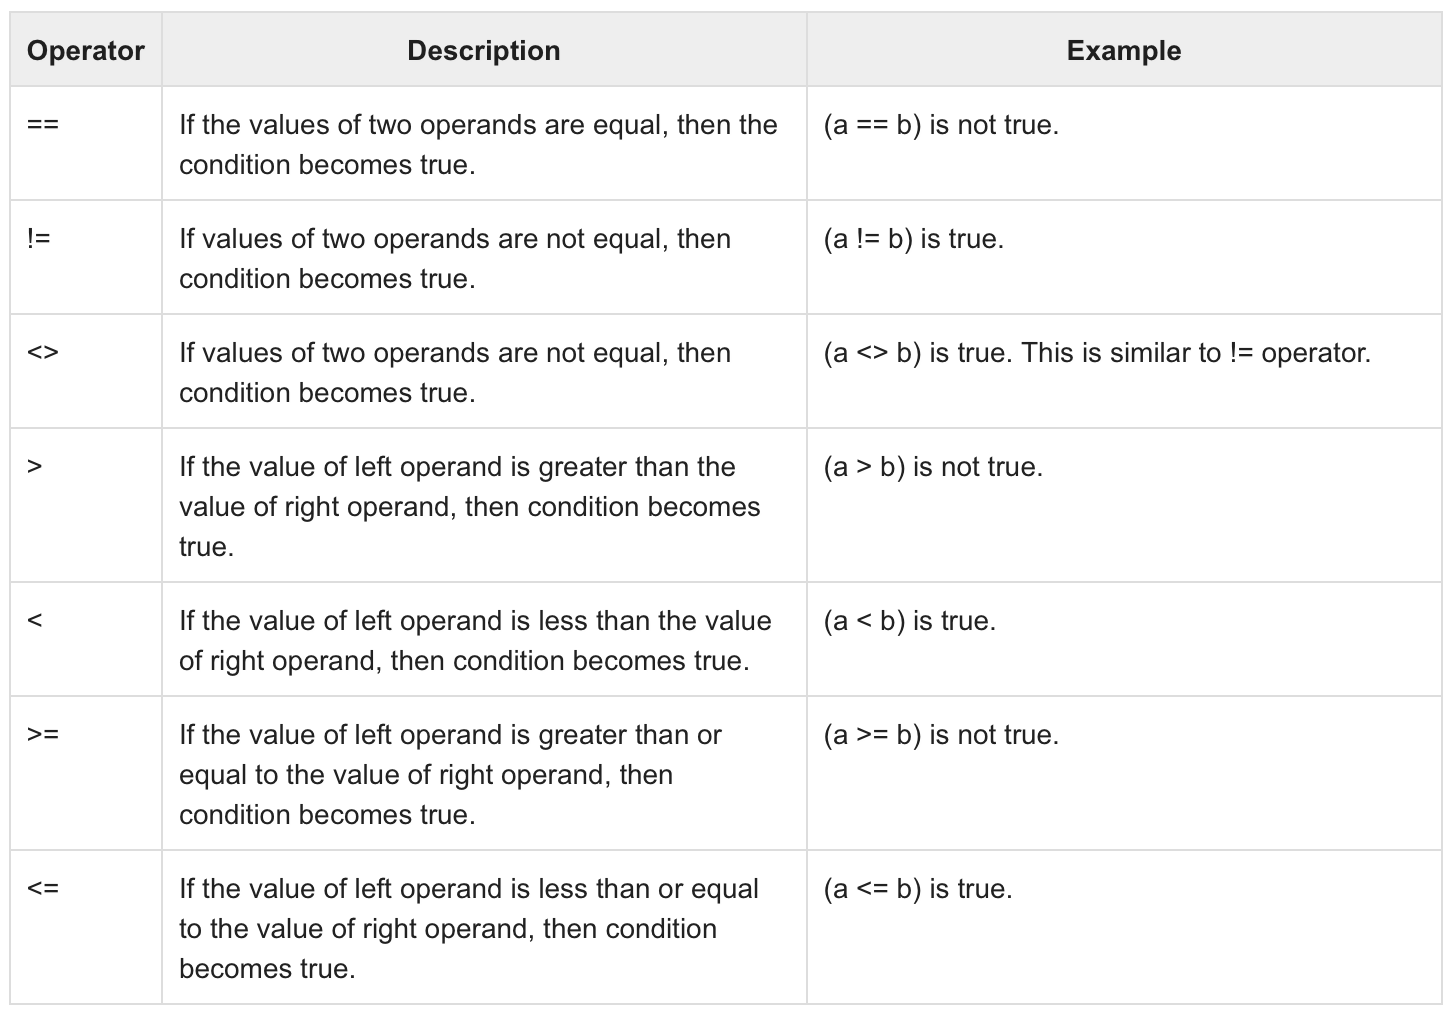 Operator Description Example
== If the values of two operands are equal, then the (a == b) is not true.
condition becomes true.
!= If values of two operands are not equal, then (a != b) is true.
condition becomes true.
<> If values of two operands are not equal, then (a <> b) is true. This is similar to != operator.
condition becomes true.
> If the value of left operand is greater than the (a > b) is not true.
value of right operand, then condition becomes
true.
< If the value of left operand is less than the value (a < b) is true.
of right operand, then condition becomes true.
>= If the value of left operand is greater than or (a >= b) is not true.
equal to the value of right operand, then
condition becomes true.
<= If the value of left operand is less than or equal (a <= b) is true.
to the value of right operand, then condition
becomes true.